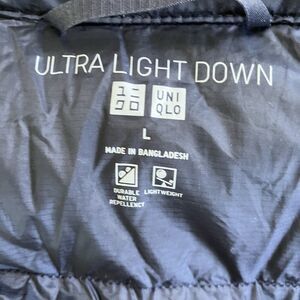 ULTRA LIGHT DOWN
ユニ UNI
クロ QLO
L
MADE IN BANGLADESH
DURABLE LIGHTWEIGHT
WATER
REPELLENCY